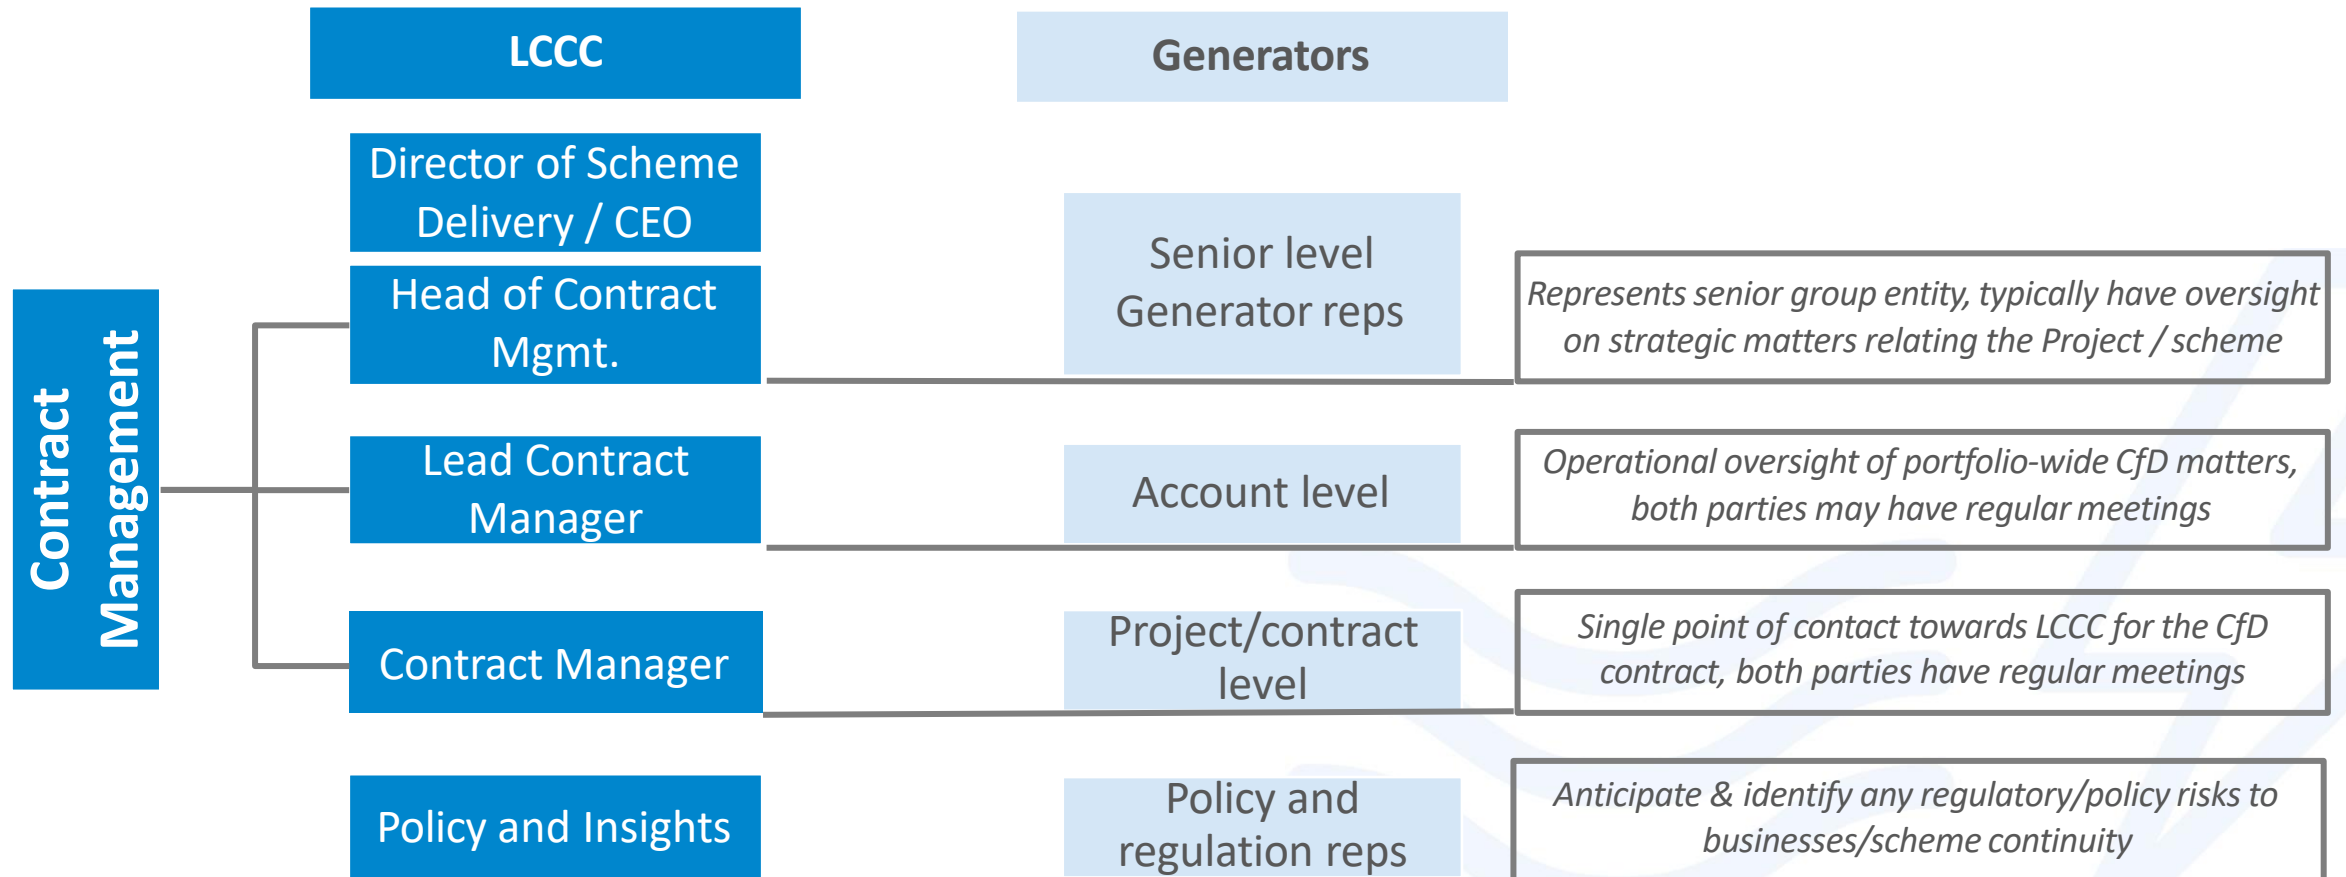 LCCC
Generators
Contract
Management
Director of Scheme
Delivery / CEO
Head of Contract
Mgmt.
Senior level
Generator reps
Represents senior group entity, typically have oversight
on strategic matters relating the Project / scheme
Lead Contract
Manager
Account level
Operational oversight of portfolio-wide CfD matters,
both parties may have regular meetings
Contract Manager
Project/contract
level
Single point of contact towards LCCC for the CfD
contract, both parties have regular meetings
Policy and Insights
Policy and
regulation reps
Anticipate & identify any regulatory/policy risks to
businesses/scheme continuity